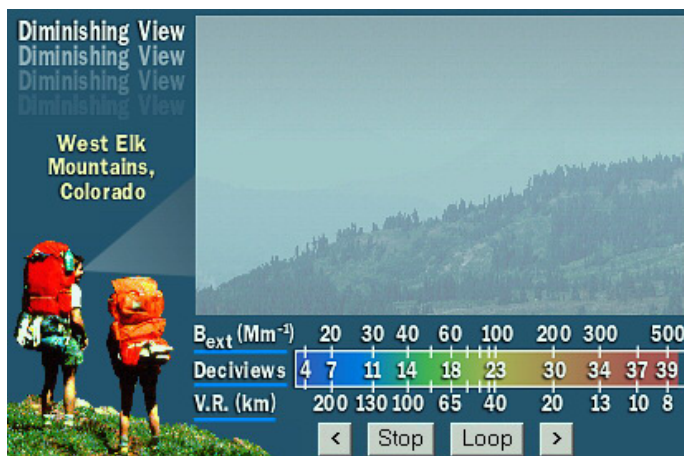 Diminishing View
Diminishing View
Diminishing View
Diminishing View
West Elk
Mountains,
Colorado
Bext (Mm⁻¹) 20 30 40 60 100 200 300 500
Deciviews 4 7 11 14 18 23 30 34 37 39
V.R. (km) 200 130 100 65 40 20 13 10 8
< Stop Loop >